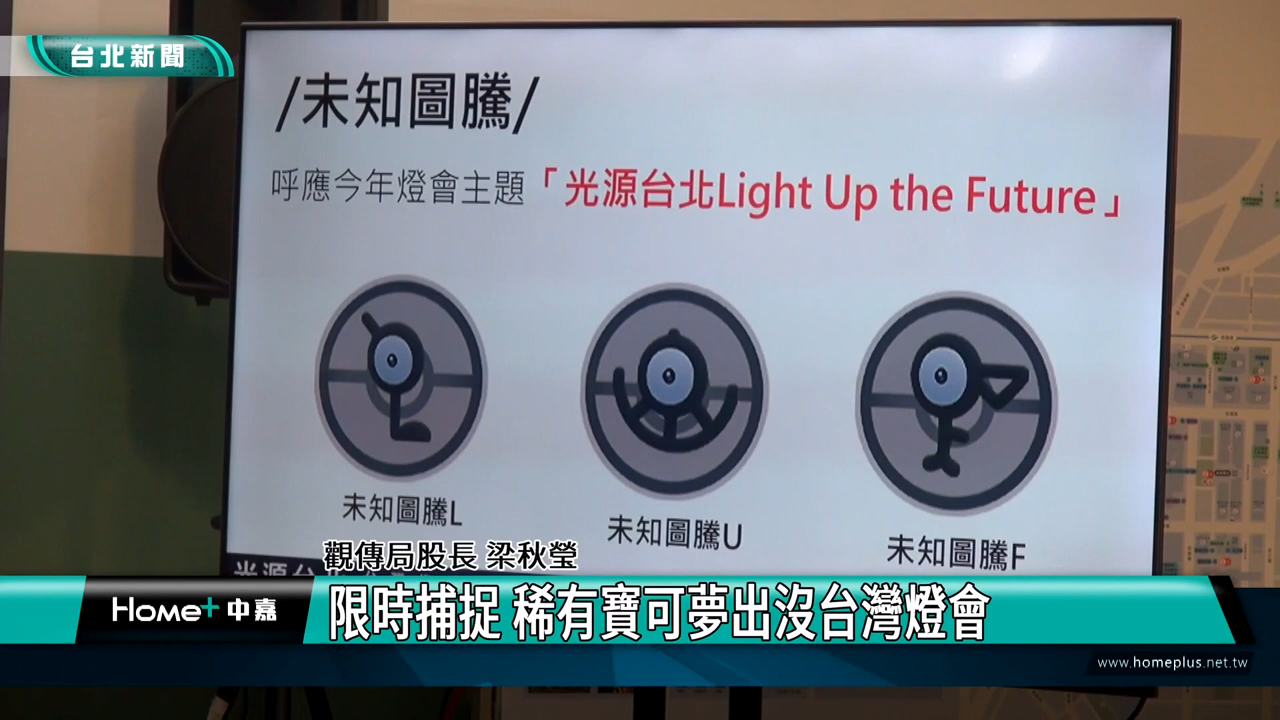 台北新聞
/未知圖騰/
呼應今年燈會主題「光源台北Light Up the Future」
未知圖騰L
未知圖騰U
未知圖騰F
觀傳局股長 梁秋瑩
Home+中嘉
限時捕捉 稀有寶可夢出沒台灣燈會
www.homeplus.net.tw